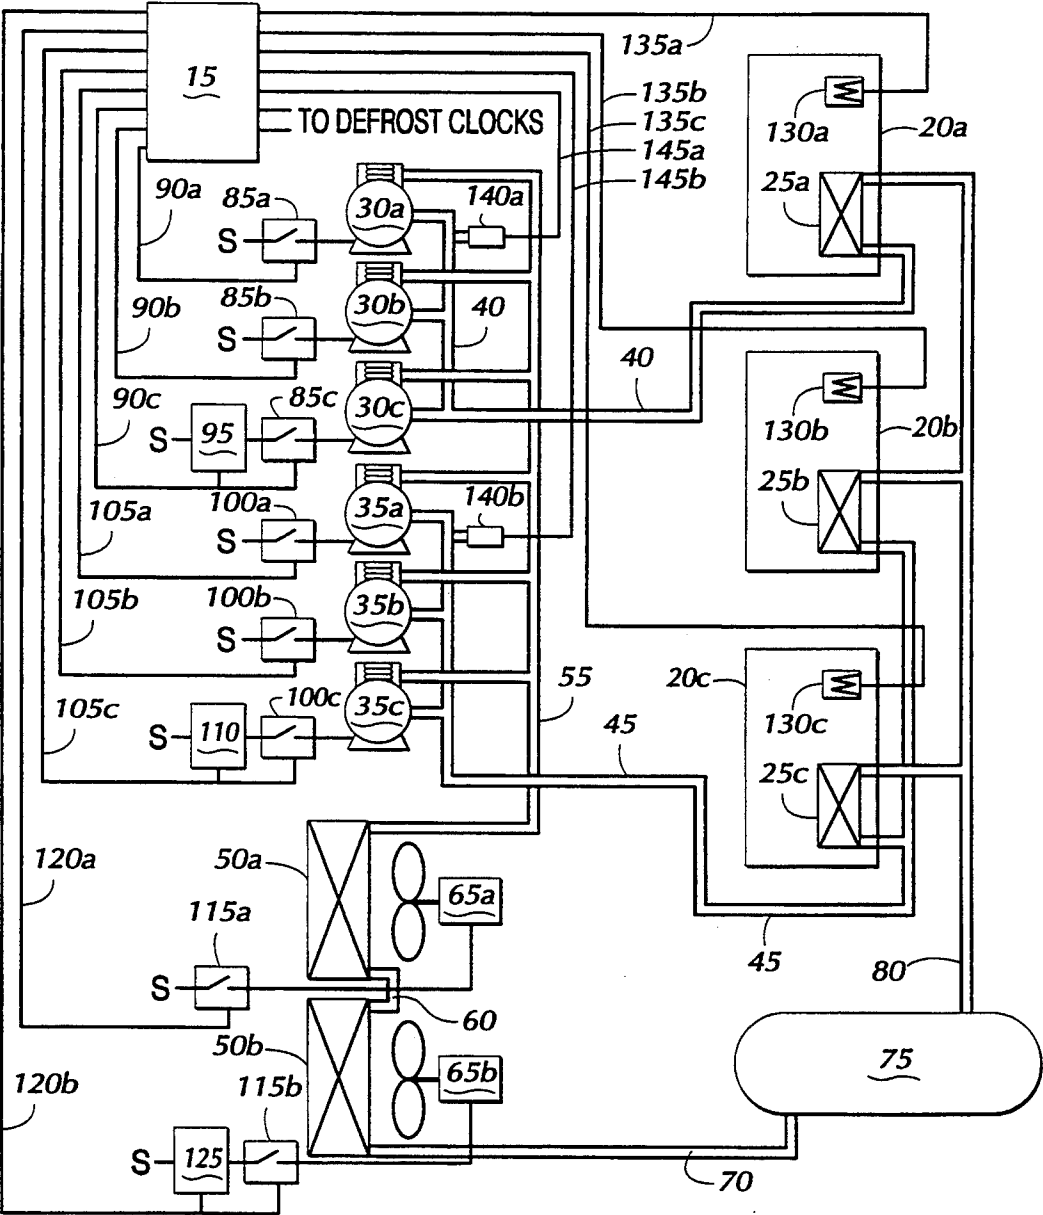 135a
15
130a
135b
135c
TO DEFROST CLOCKS
20a
145a
145b
90a
85a
30a
140a
25a
S
90b
85b
30b
40
S
40
90c
85c
30c
130b
20b
S
95
100a
35a
140b
25b
105a
S
105b
100b
35b
S
55
20c
105c
100c
35c
130c
S
110
45
25c
120a
50a
65a
115a
45
S
80
60
50b
65b
75
120b
115b
S
125
70